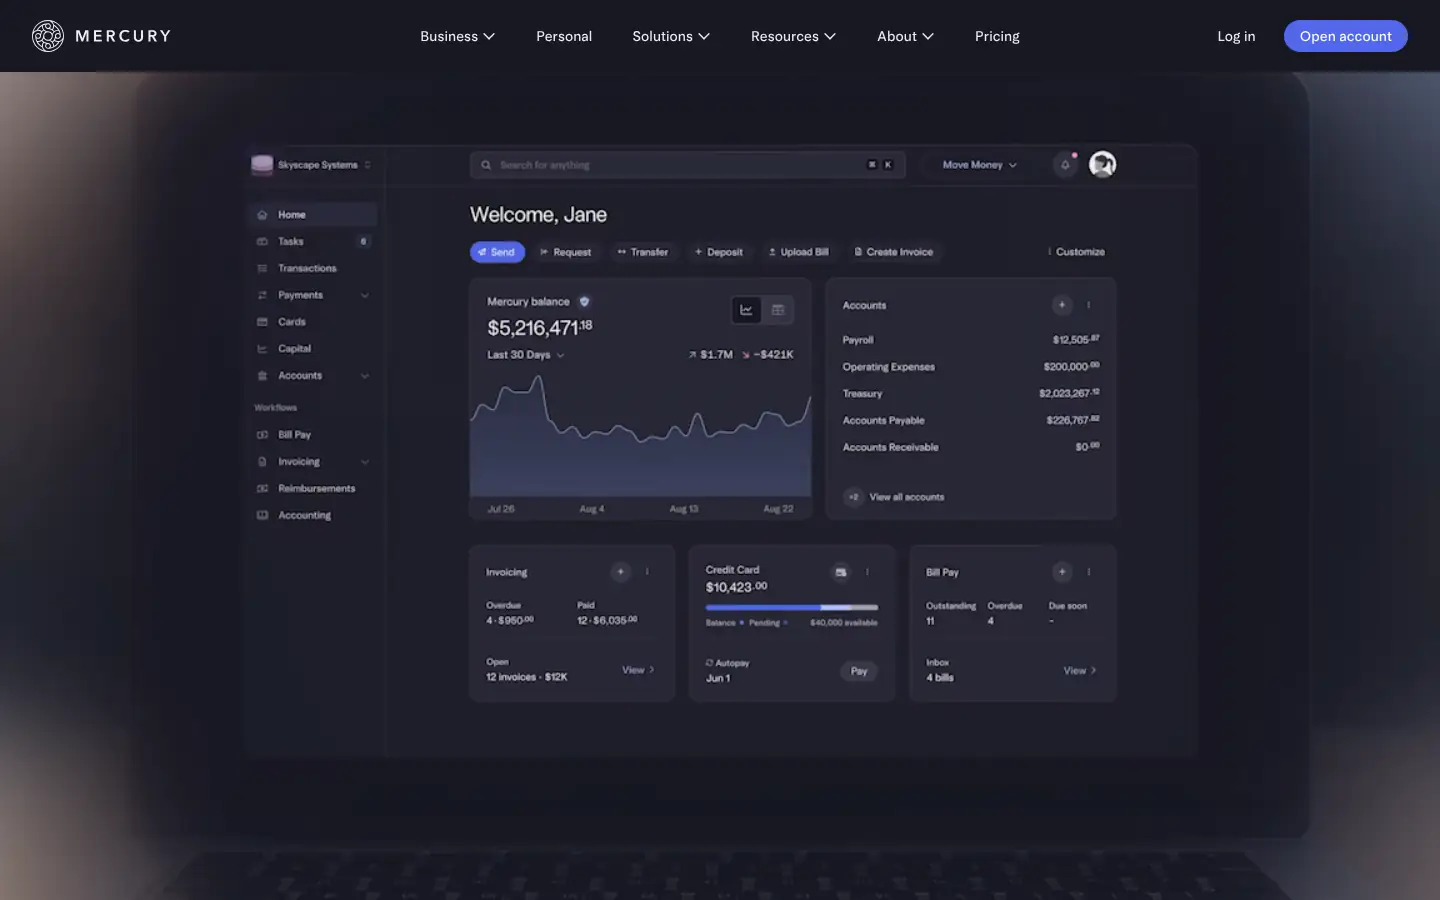 MERCURY
Business
Personal
Solutions
Resources
About
Pricing
Log in
Open account
Skyscape Systems
Search for anything
⌘ K
Move Money
Home
Tasks 6
Transactions
Payments
Cards
Capital
Accounts
Workflows
Bill Pay
Invoicing
Reimbursements
Accounting
Welcome, Jane
Send
Request
Transfer
Deposit
Upload Bill
Create Invoice
Customize
Mercury balance
$5,216,471.18
Last 30 Days
$1.7M
−$421K
Jul 26
Aug 4
Aug 13
Aug 22
Accounts
Payroll $12,505.67
Operating Expenses $200,000.00
Treasury $2,023,267.12
Accounts Payable $226,767.82
Accounts Receivable $0.00
+2 View all accounts
Invoicing
Overdue
4 · $950.00
Paid
12 · $6,035.00
Open
12 invoices · $12K
View
Credit Card
$10,423.00
Balance • Pending • $40,000 available
Autopay
Jun 1
Pay
Bill Pay
Outstanding
11
Overdue
4
Due soon
-
Inbox
4 bills
View